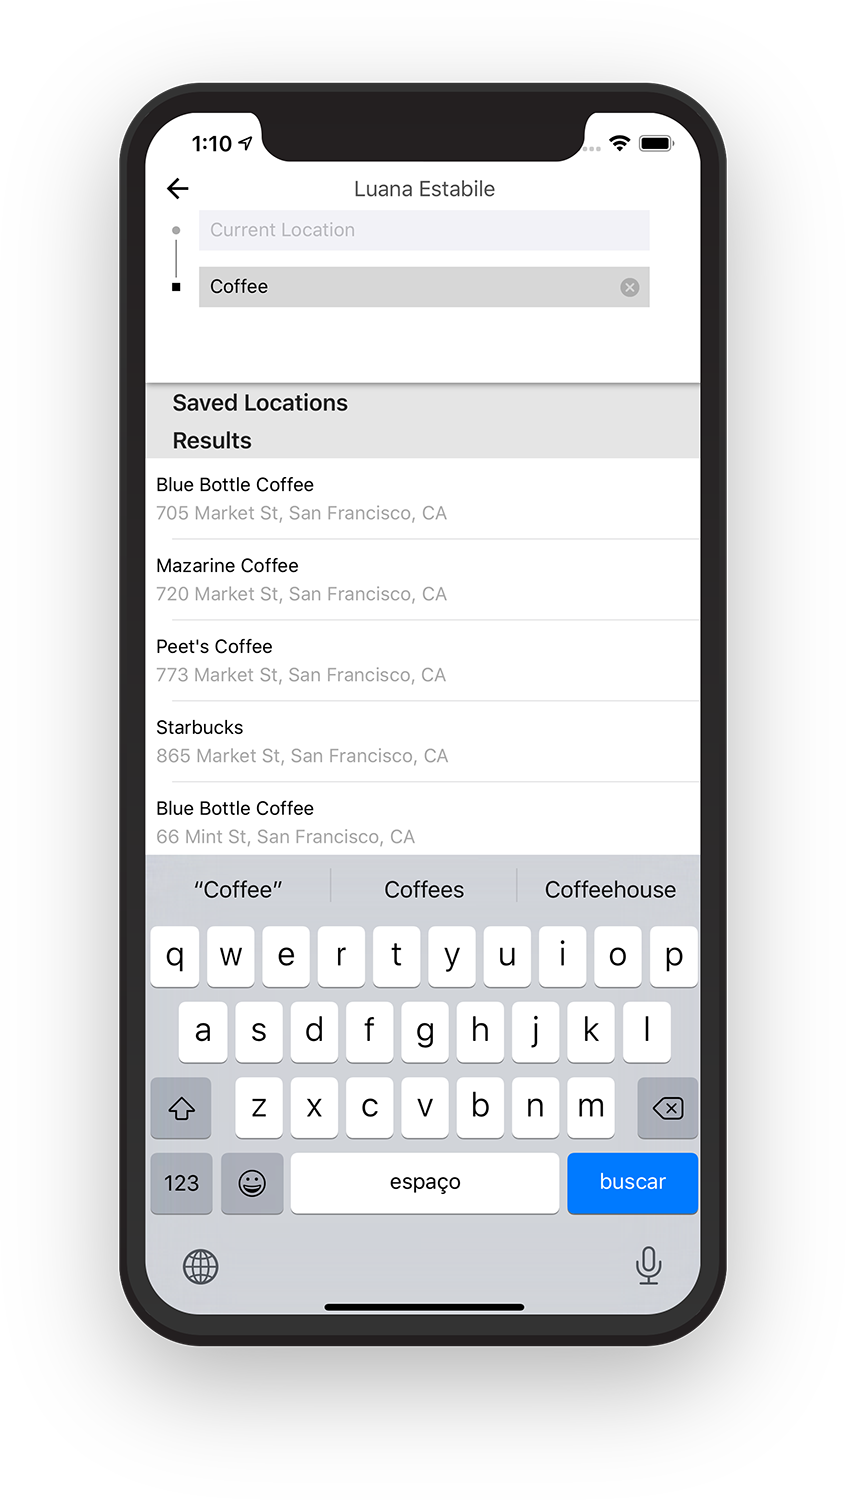 1:10
Luana Estabile
Current Location
Coffee
Saved Locations
Results
Blue Bottle Coffee
705 Market St, San Francisco, CA
Mazarine Coffee
720 Market St, San Francisco, CA
Peet's Coffee
773 Market St, San Francisco, CA
Starbucks
865 Market St, San Francisco, CA
Blue Bottle Coffee
66 Mint St, San Francisco, CA
“Coffee” Coffees Coffeehouse
q w e r t y u i o p
a s d f g h j k l
z x c v b n m
123 espaço buscar